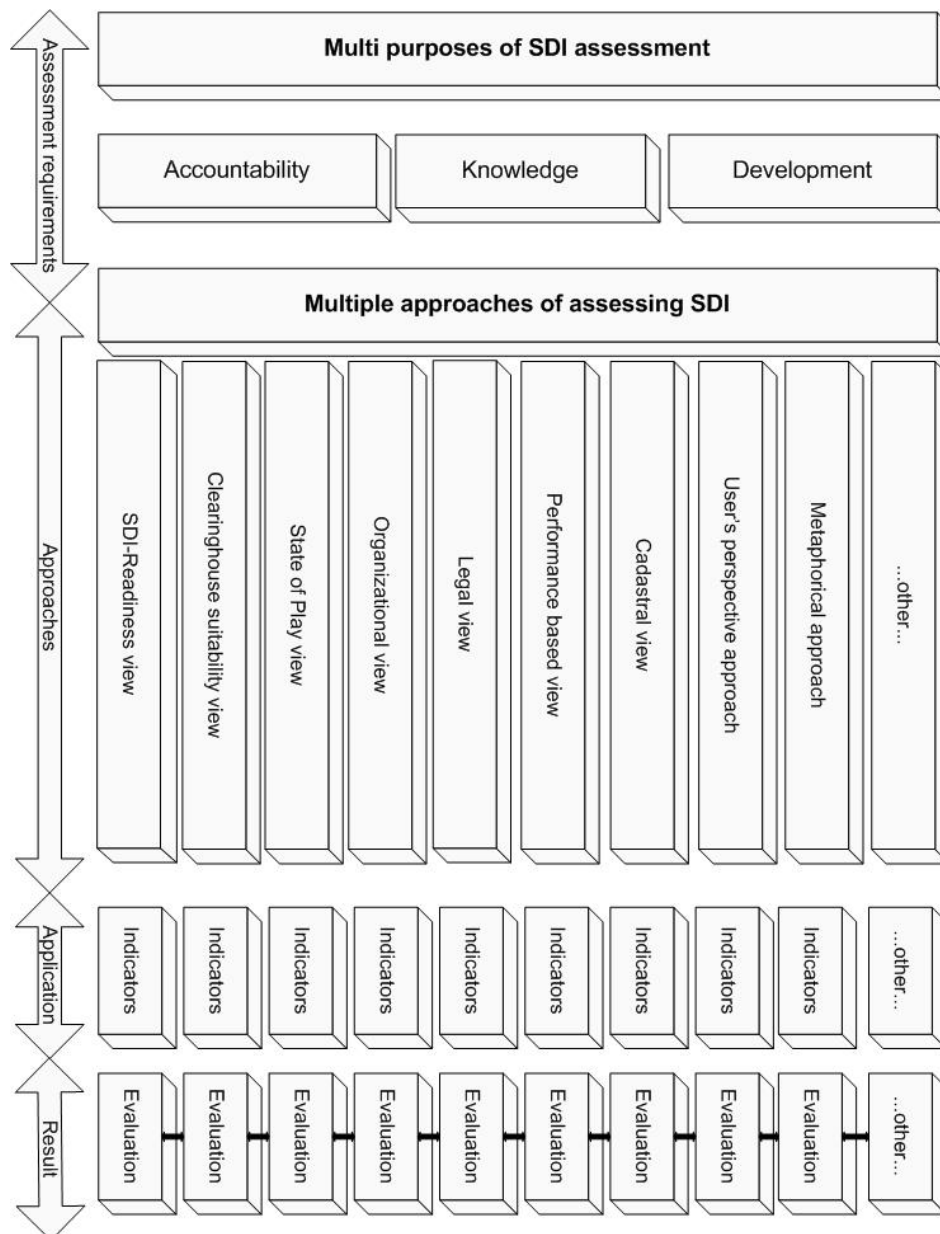 Assessment requirements
Multi purposes of SDI assessment
Accountability
Knowledge
Development
Approaches
Multiple approaches of assessing SDI
SDI-Readiness view
Clearinghouse suitability view
State of Play view
Organizational view
Legal view
Performance based view
Cadastral view
User's perspective approach
Metaphorical approach
...other...
Application
Indicators
Indicators
Indicators
Indicators
Indicators
Indicators
Indicators
Indicators
Indicators
...other...
Result
Evaluation
Evaluation
Evaluation
Evaluation
Evaluation
Evaluation
Evaluation
Evaluation
Evaluation
...other...